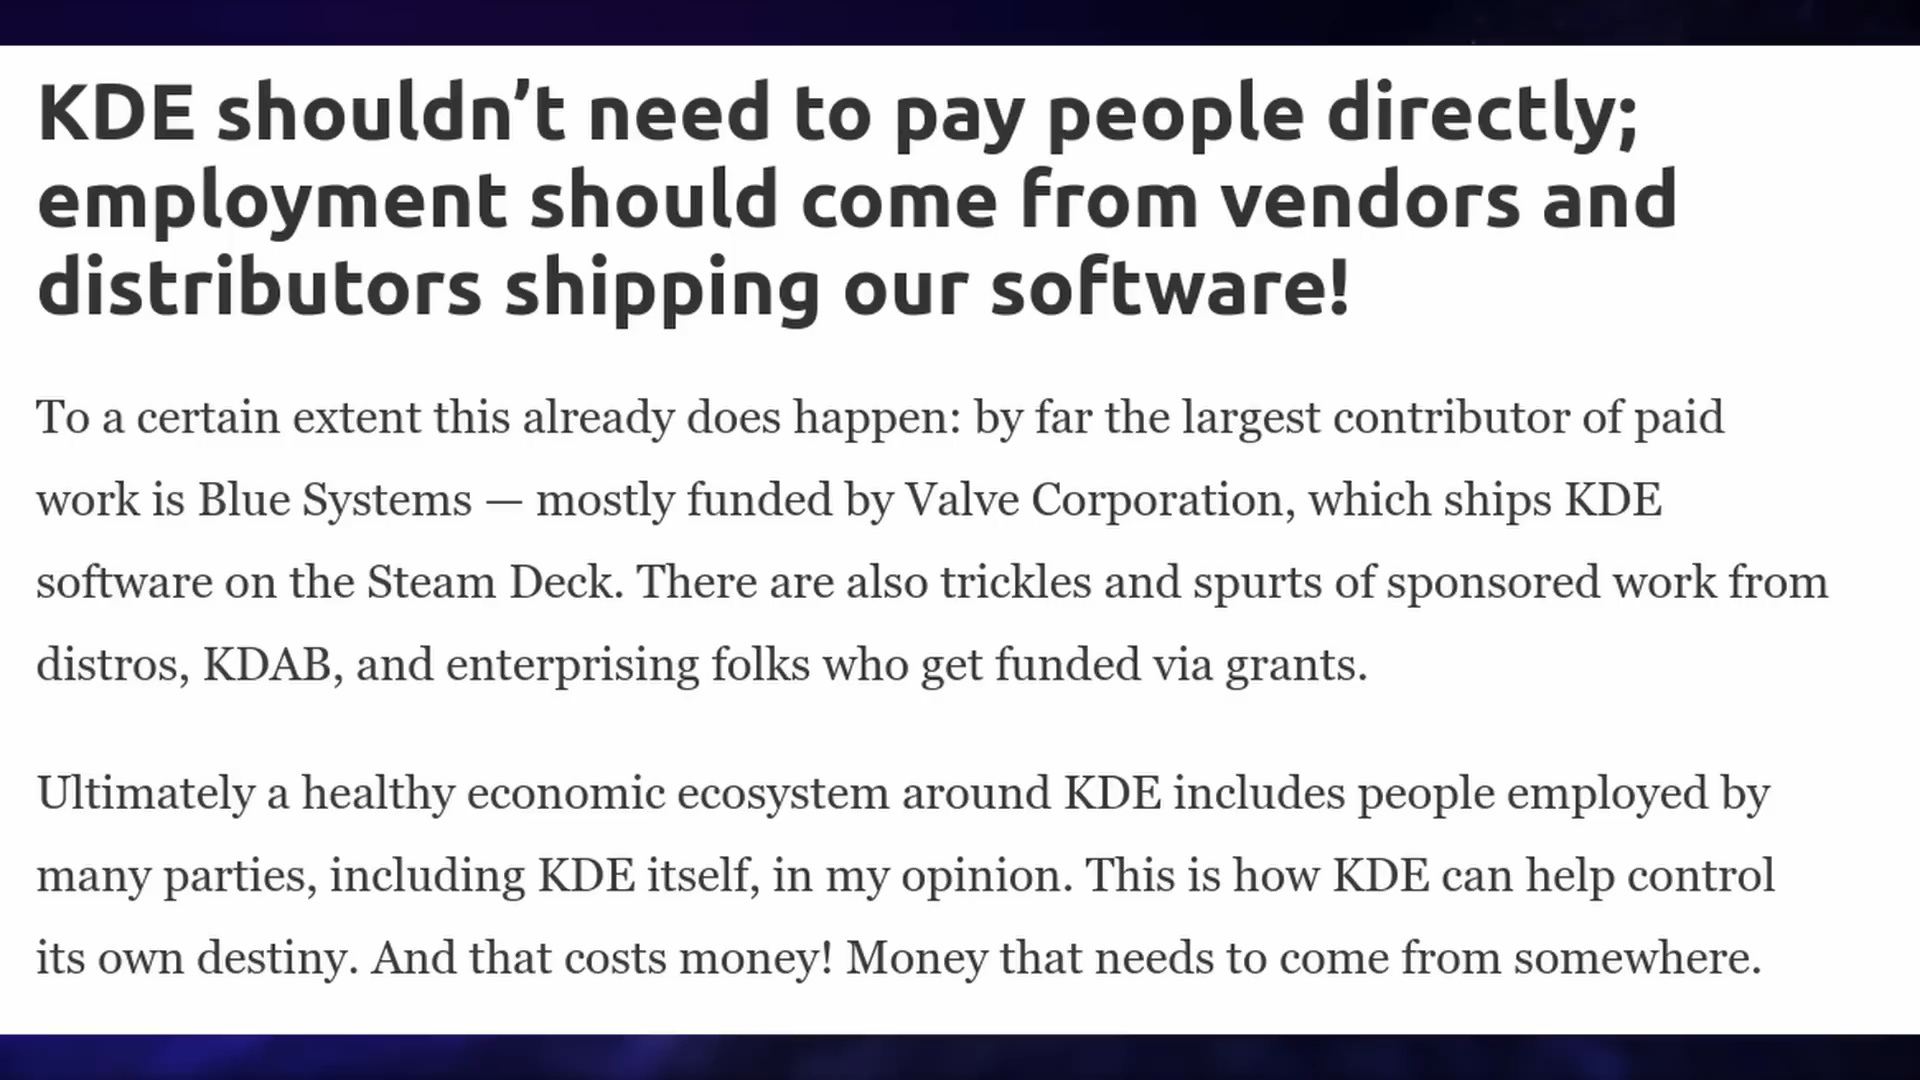 KDE shouldn’t need to pay people directly;
employment should come from vendors and
distributors shipping our software!
To a certain extent this already does happen: by far the largest contributor of paid
work is Blue Systems — mostly funded by Valve Corporation, which ships KDE
software on the Steam Deck. There are also trickles and spurts of sponsored work from
distros, KDAB, and enterprising folks who get funded via grants.
Ultimately a healthy economic ecosystem around KDE includes people employed by
many parties, including KDE itself, in my opinion. This is how KDE can help control
its own destiny. And that costs money! Money that needs to come from somewhere.